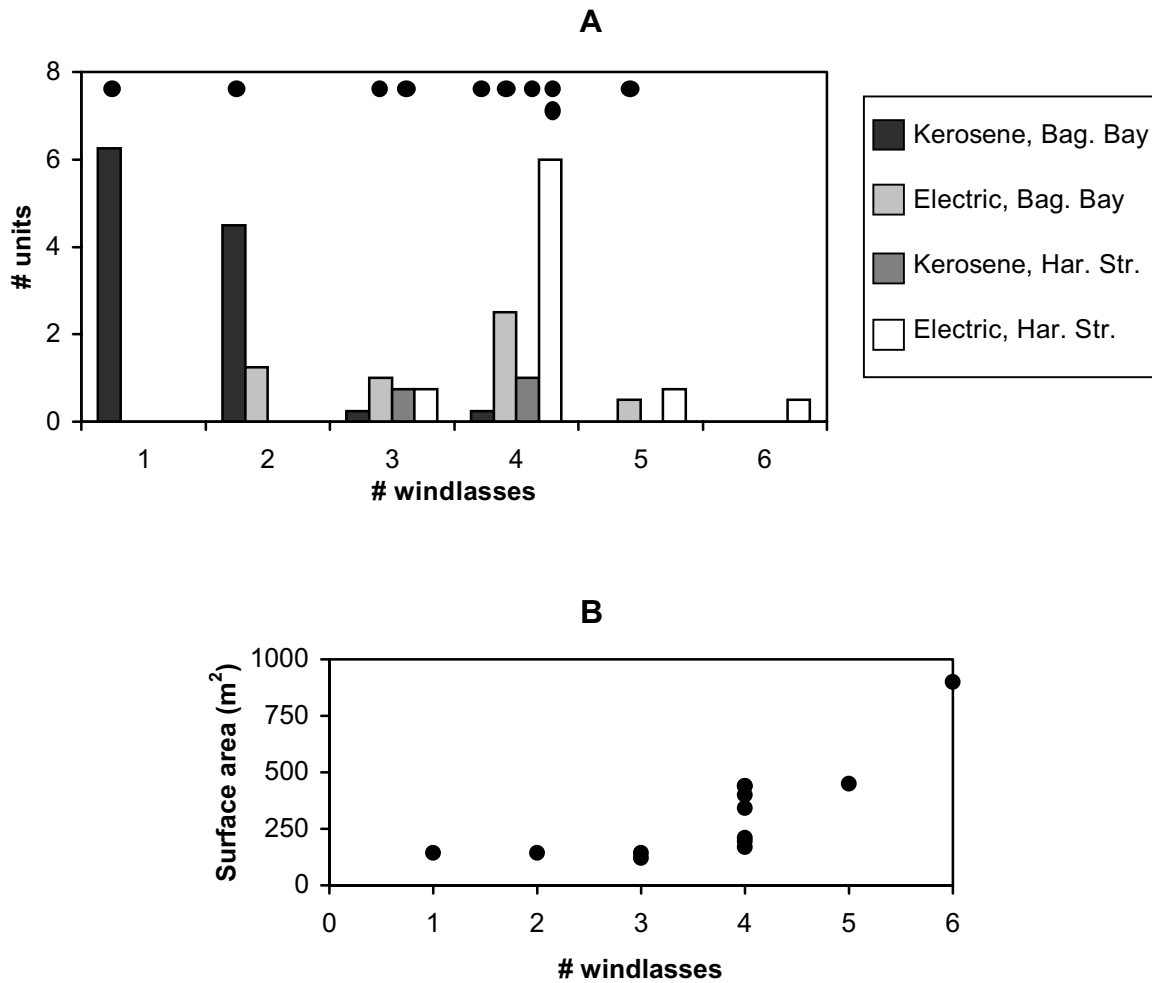 A
8
6
4
2
0
# units
1 2 3 4 5 6
# windlasses
Kerosene, Bag. Bay
Electric, Bag. Bay
Kerosene, Har. Str.
Electric, Har. Str.
B
1000
750
500
250
0
Surface area (m²)
0 1 2 3 4 5 6
# windlasses